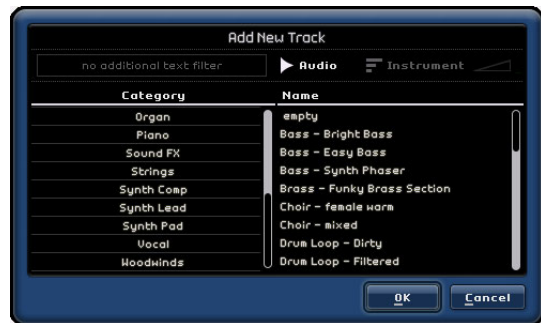 Add New Track
no additional text filter
Audio
Instrument
Category
Name
Organ
Piano
Sound FX
Strings
Synth Comp
Synth Lead
Synth Pad
Vocal
Woodwinds
empty
Bass - Bright Bass
Bass - Easy Bass
Bass - Synth Phaser
Brass - Funky Brass Section
Choir - female warm
Choir - mixed
Drum Loop - Dirty
Drum Loop - Filtered
OK
Cancel